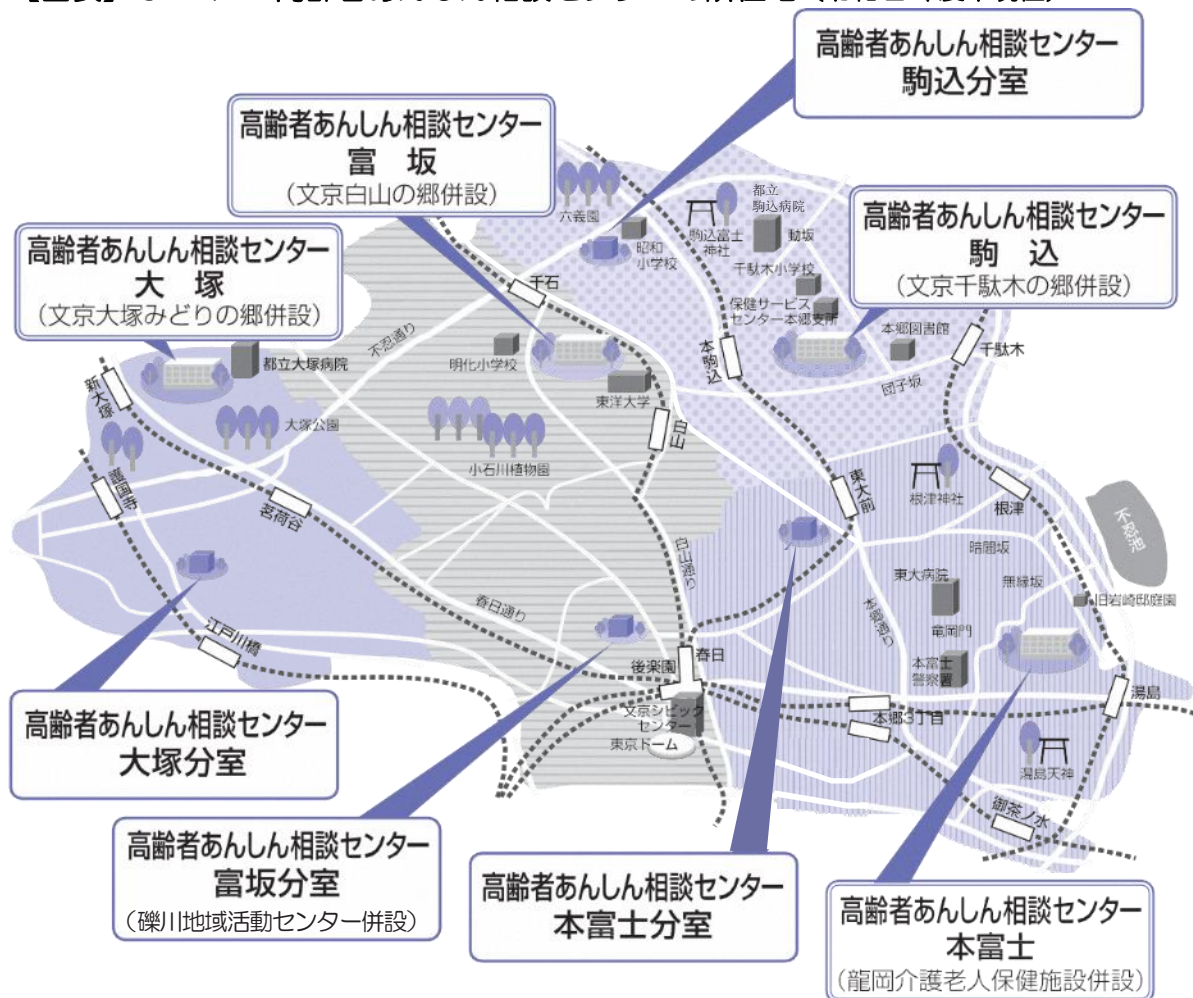 高齢者あんしん相談センター
駒込分室
高齢者あんしん相談センター
富 坂
(文京白山の郷併設)
高齢者あんしん相談センター
駒 込
(文京千駄木の郷併設)
高齢者あんしん相談センター
大 塚
(文京大塚みどりの郷併設)
六義園
昭和
小学校
駒込富士
神社
都立
駒込病院
動坂
千駄木小学校
保健サービス
センター本郷支所
本郷図書館
千駄木
団子坂
千石
不忍通り
本駒込
明化小学校
東洋大学
白山
新大塚
都立大塚病院
大塚公園
小石川植物園
護国寺
茗荷谷
東大前
根津神社
根津
不忍池
暗闇坂
無縁坂
旧岩崎邸庭園
東大病院
竜岡門
白山通り
本郷通り
春日通り
江戸川橋
後楽園
春日
文京シビック
センター
東京ドーム
本富士
警察署
本郷3丁目
湯島
湯島天神
御茶ノ水
高齢者あんしん相談センター
大塚分室
高齢者あんしん相談センター
富坂分室
(礫川地域活動センター併設)
高齢者あんしん相談センター
本富士分室
高齢者あんしん相談センター
本富士
(龍岡介護老人保健施設併設)